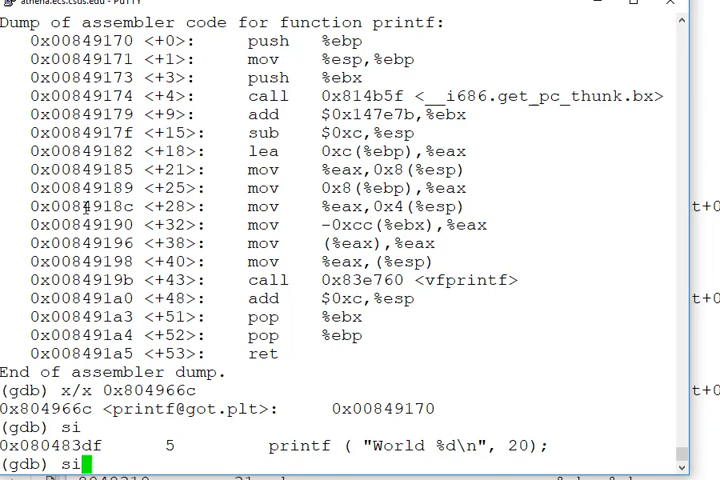 athena.ecs.csus.edu - PuTTY
Dump of assembler code for function printf:
0x00849170 <+0>: push %ebp
0x00849171 <+1>: mov %esp,%ebp
0x00849173 <+3>: push %ebx
0x00849174 <+4>: call 0x814b5f <__i686.get_pc_thunk.bx>
0x00849179 <+9>: add $0x147e7b,%ebx
0x0084917f <+15>: sub $0xc,%esp
0x00849182 <+18>: lea 0xc(%ebp),%eax
0x00849185 <+21>: mov %eax,0x8(%esp)
0x00849189 <+25>: mov 0x8(%ebp),%eax
0x0084918c <+28>: mov %eax,0x4(%esp)
0x00849190 <+32>: mov -0xcc(%ebx),%eax
0x00849196 <+38>: mov (%eax),%eax
0x00849198 <+40>: mov %eax,(%esp)
0x0084919b <+43>: call 0x83e760 <vfprintf>
0x008491a0 <+48>: add $0xc,%esp
0x008491a3 <+51>: pop %ebx
0x008491a4 <+52>: pop %ebp
0x008491a5 <+53>: ret
End of assembler dump.
(gdb) x/x 0x804966c
0x804966c <printf@got.plt>: 0x00849170
(gdb) si
0x080483df 5 printf ( "World %d\n", 20);
(gdb) si
t+0
t+0
t+0